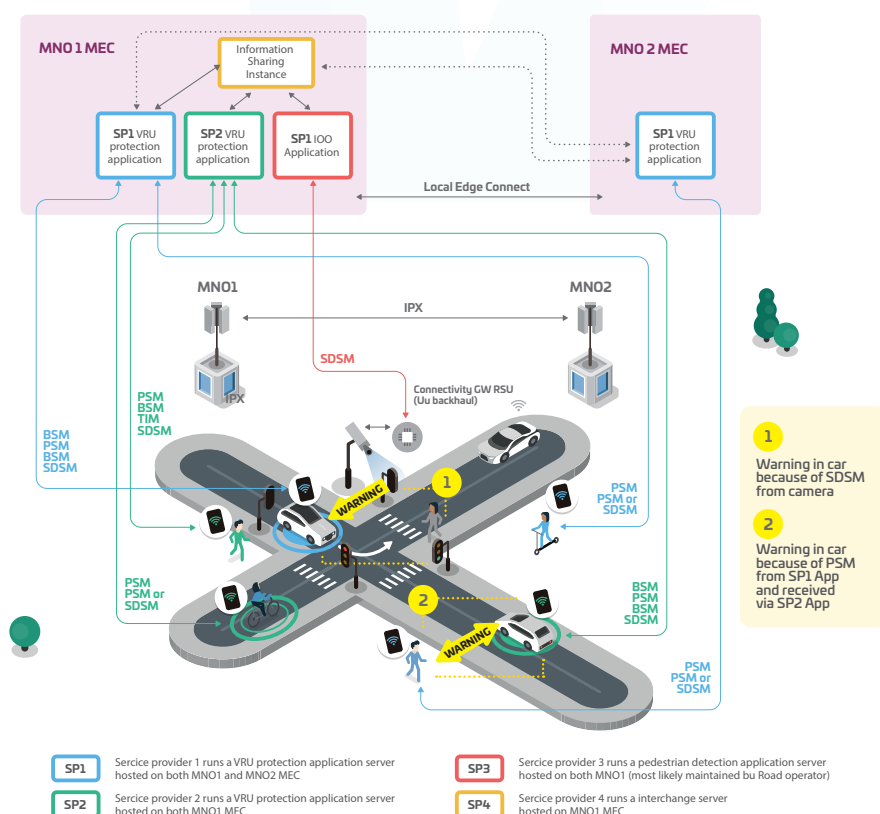 MNO 1 MEC
Information
Sharing
Instance
MNO 2 MEC
SP1 VRU
protection
application
SP2 VRU
protection
application
SP1 IOO
Application
SP1 VRU
protection
application
Local Edge Connect
MNO1
MNO2
IPX
IPX
SDSM
Connectivity GW RSU
(Uu backhaul)
PSM
BSM
TIM
SDSM
BSM
PSM
BSM
SDSM
1
WARNING
PSM
PSM or
SDSM
1
Warning in car
because of SDSM
from camera
2
Warning in car
because of PSM
from SP1 App
and received
via SP2 App
PSM
PSM or
SDSM
2
WARNING
BSM
PSM
BSM
SDSM
PSM
PSM or
SDSM
SP1
Sercice provider 1 runs a VRU protection application server
hosted on both MNO1 and MNO2 MEC
SP3
Sercice provider 3 runs a pedestrian detection application server
hosted on both MNO1 (most likely maintained bu Road operator)
SP2
Sercice provider 2 runs a VRU protection application server
hosted on both MNO1 MEC
SP4
Sercice provider 4 runs a interchange server
hosted on MNO1 MEC